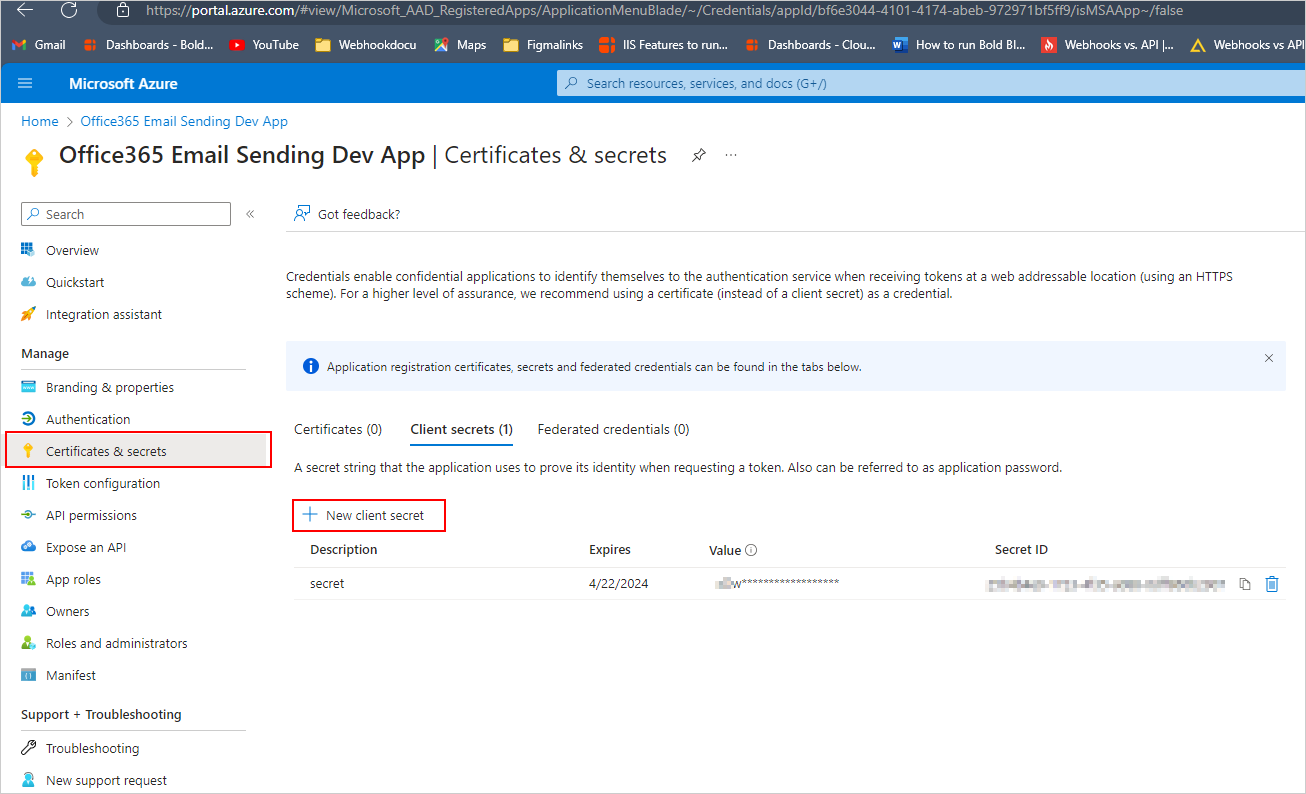 https://portal.azure.com/#view/Microsoft_AAD_RegisteredApps/ApplicationMenuBlade/~/Credentials/appId/bf6e3044-4101-4174-abeb-972971bf5ff9/isMSAApp~/false
Gmail Dashboards - Bold... YouTube Webhookdocu Maps Figmalinks IIS Features to run... Dashboards - Clou... How to run Bold BI... Webhooks vs. API |... Webhooks vs API
Microsoft Azure
Search resources, services, and docs (G+/)
Home > Office365 Email Sending Dev App
Office365 Email Sending Dev App | Certificates & secrets
Search
Got feedback?
Overview
Quickstart
Integration assistant
Manage
Branding & properties
Authentication
Certificates & secrets
Token configuration
API permissions
Expose an API
App roles
Owners
Roles and administrators
Manifest
Support + Troubleshooting
Troubleshooting
New support request
Credentials enable confidential applications to identify themselves to the authentication service when receiving tokens at a web addressable location (using an HTTPS
scheme). For a higher level of assurance, we recommend using a certificate (instead of a client secret) as a credential.
Application registration certificates, secrets and federated credentials can be found in the tabs below.
Certificates (0) Client secrets (1) Federated credentials (0)
A secret string that the application uses to prove its identity when requesting a token. Also can be referred to as application password.
New client secret
Description Expires Value Secret ID
secret 4/22/2024 w******************